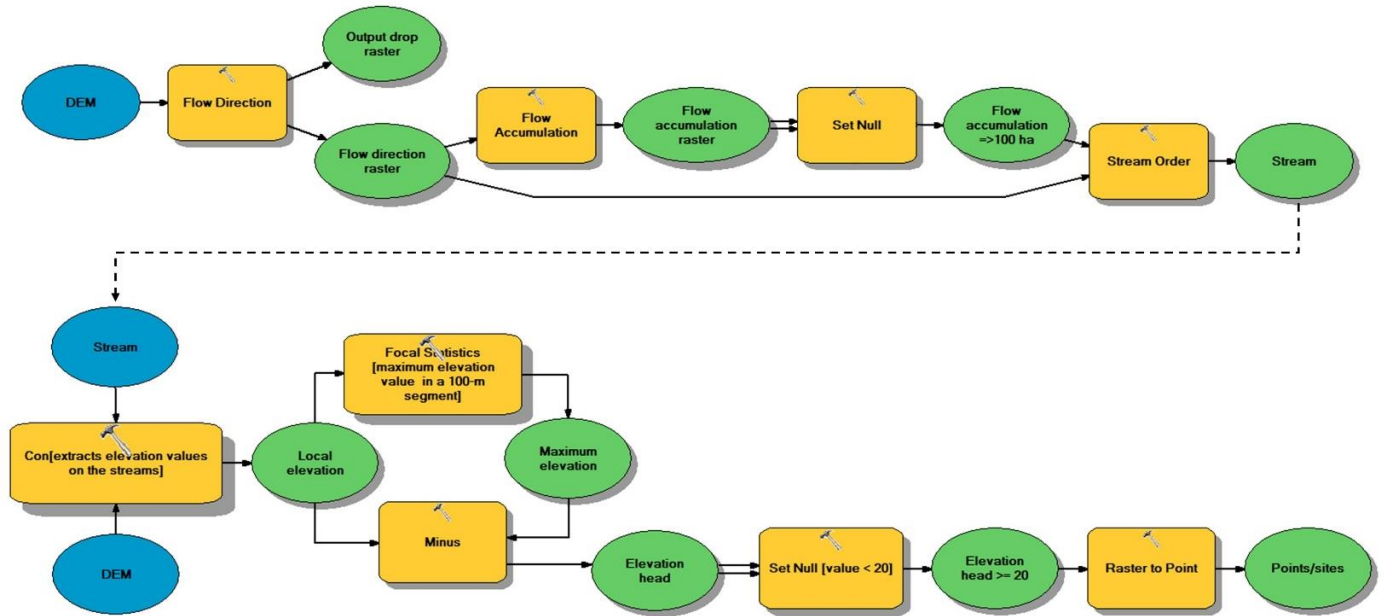 Output drop
raster
DEM
Flow Direction
Flow direction
raster
Flow
Accumulation
Flow
accumulation
raster
Set Null
Flow
accumulation
=>100 ha
Stream Order
Stream
Stream
Focal Statistics
[maximum elevation
value in a 100-m
segment]
Con[extracts elevation values
on the streams]
Local
elevation
Maximum
elevation
Minus
DEM
Elevation
head
Set Null [value < 20]
Elevation
head >= 20
Raster to Point
Points/sites